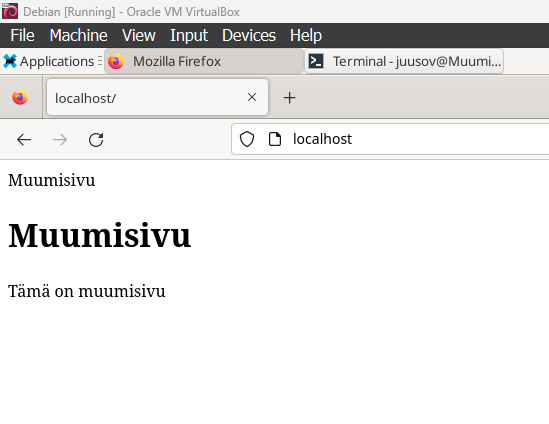 Debian [Running] - Oracle VM VirtualBox
File Machine View Input Devices Help
Applications Mozilla Firefox Terminal - juusov@Muumi...
localhost/
localhost
Muumisivu
Muumisivu
Tämä on muumisivu